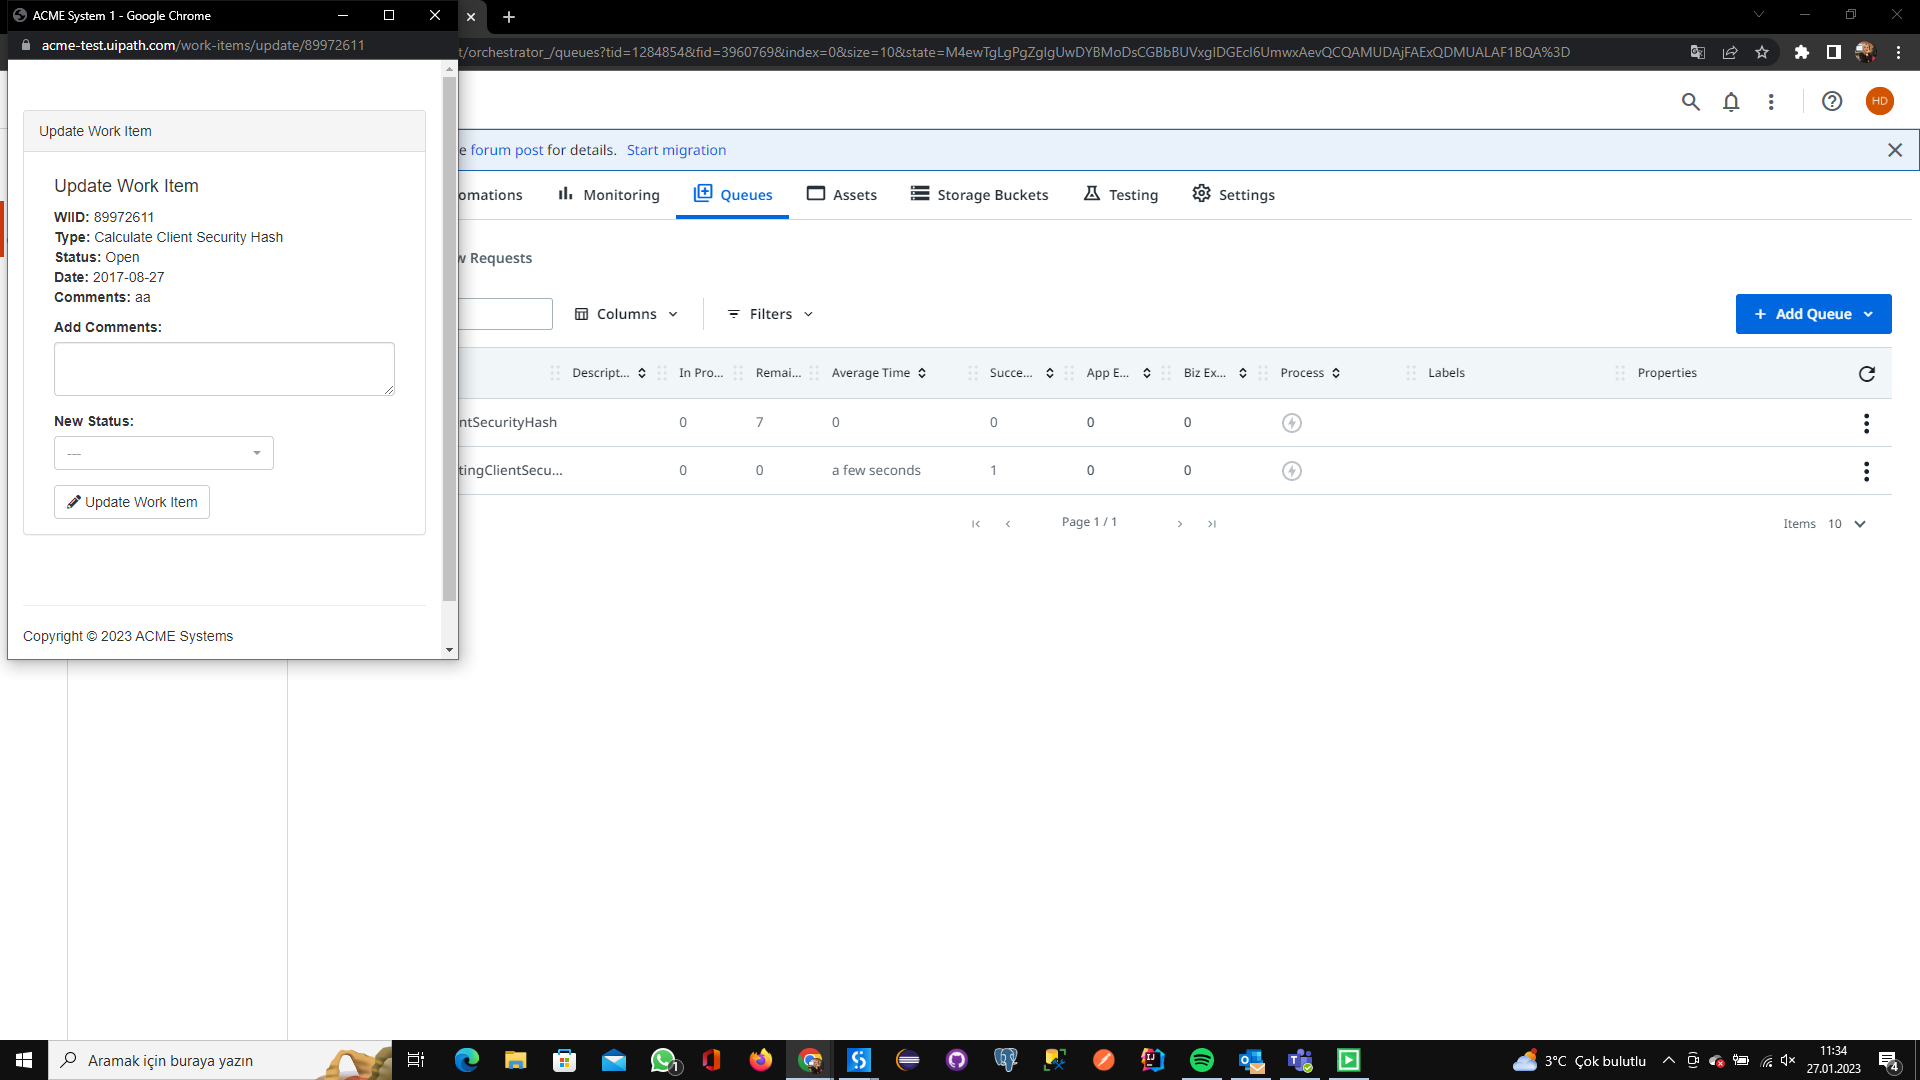 ACME System 1 - Google Chrome
acme-test.uipath.com/work-items/update/89972611
t/orchestrator_/queues?tid=1284854&fid=3960769&index=0&size=10&state=M4ewTgLgPgZglgUwDYBMoDsCGBbBUVxgIDGEcI6UmwxAevQCQAMUDAjFAExQDMUALAF1BQA%3D
HD
Update Work Item
Update Work Item
WIID: 89972611
Type: Calculate Client Security Hash
Status: Open
Date: 2017-08-27
Comments: aa
Add Comments:
New Status:
---
Update Work Item
Copyright © 2023 ACME Systems
e forum post for details. Start migration
omations
Monitoring
Queues
Assets
Storage Buckets
Testing
Settings
w Requests
Columns
Filters
+ Add Queue
Descript...
In Pro...
Remai...
Average Time
Succe...
App E...
Biz Ex...
Process
Labels
Properties
ntSecurityHash 0 7 0 0 0 0
tingClientSecu... 0 0 a few seconds 1 0 0
Page 1 / 1
Items 10
Aramak için buraya yazın
1
3°C Çok bulutlu
11:34
27.01.2023
4